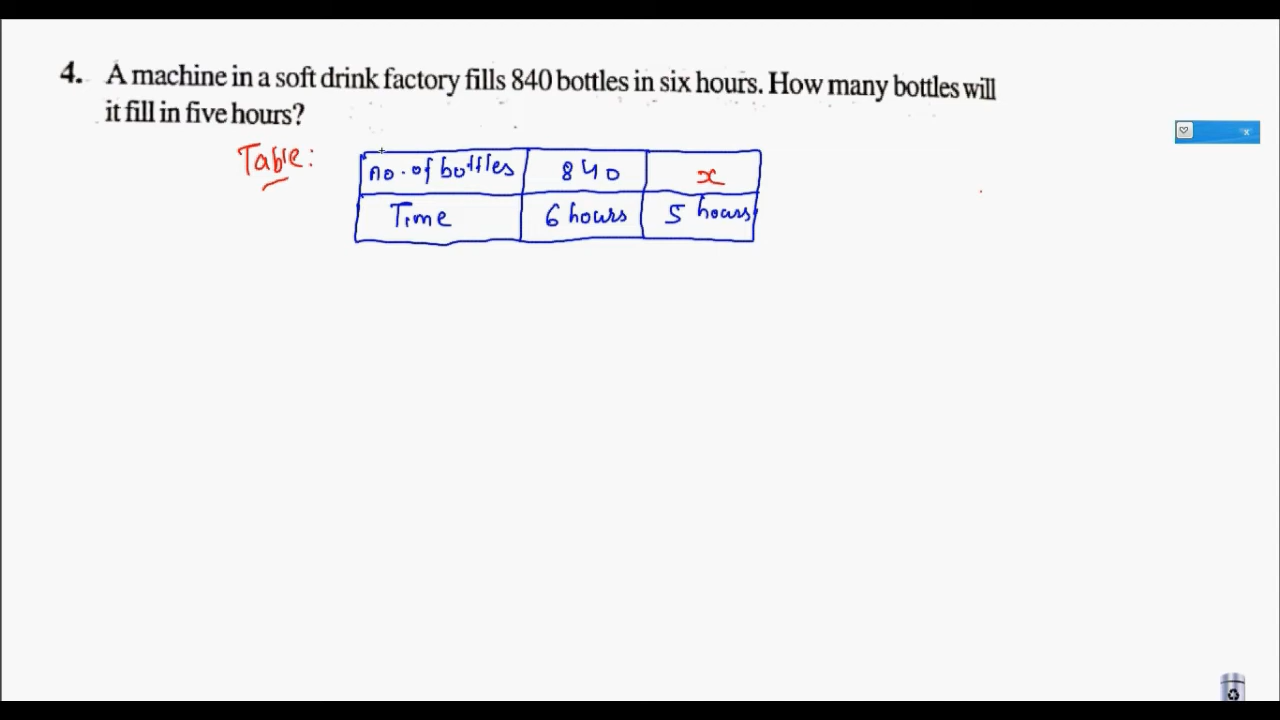 4. A machine in a soft drink factory fills 840 bottles in six hours. How many bottles will
it fill in five hours?
Table:
no. of bottles 840 x
Time 6 hours 5 hours